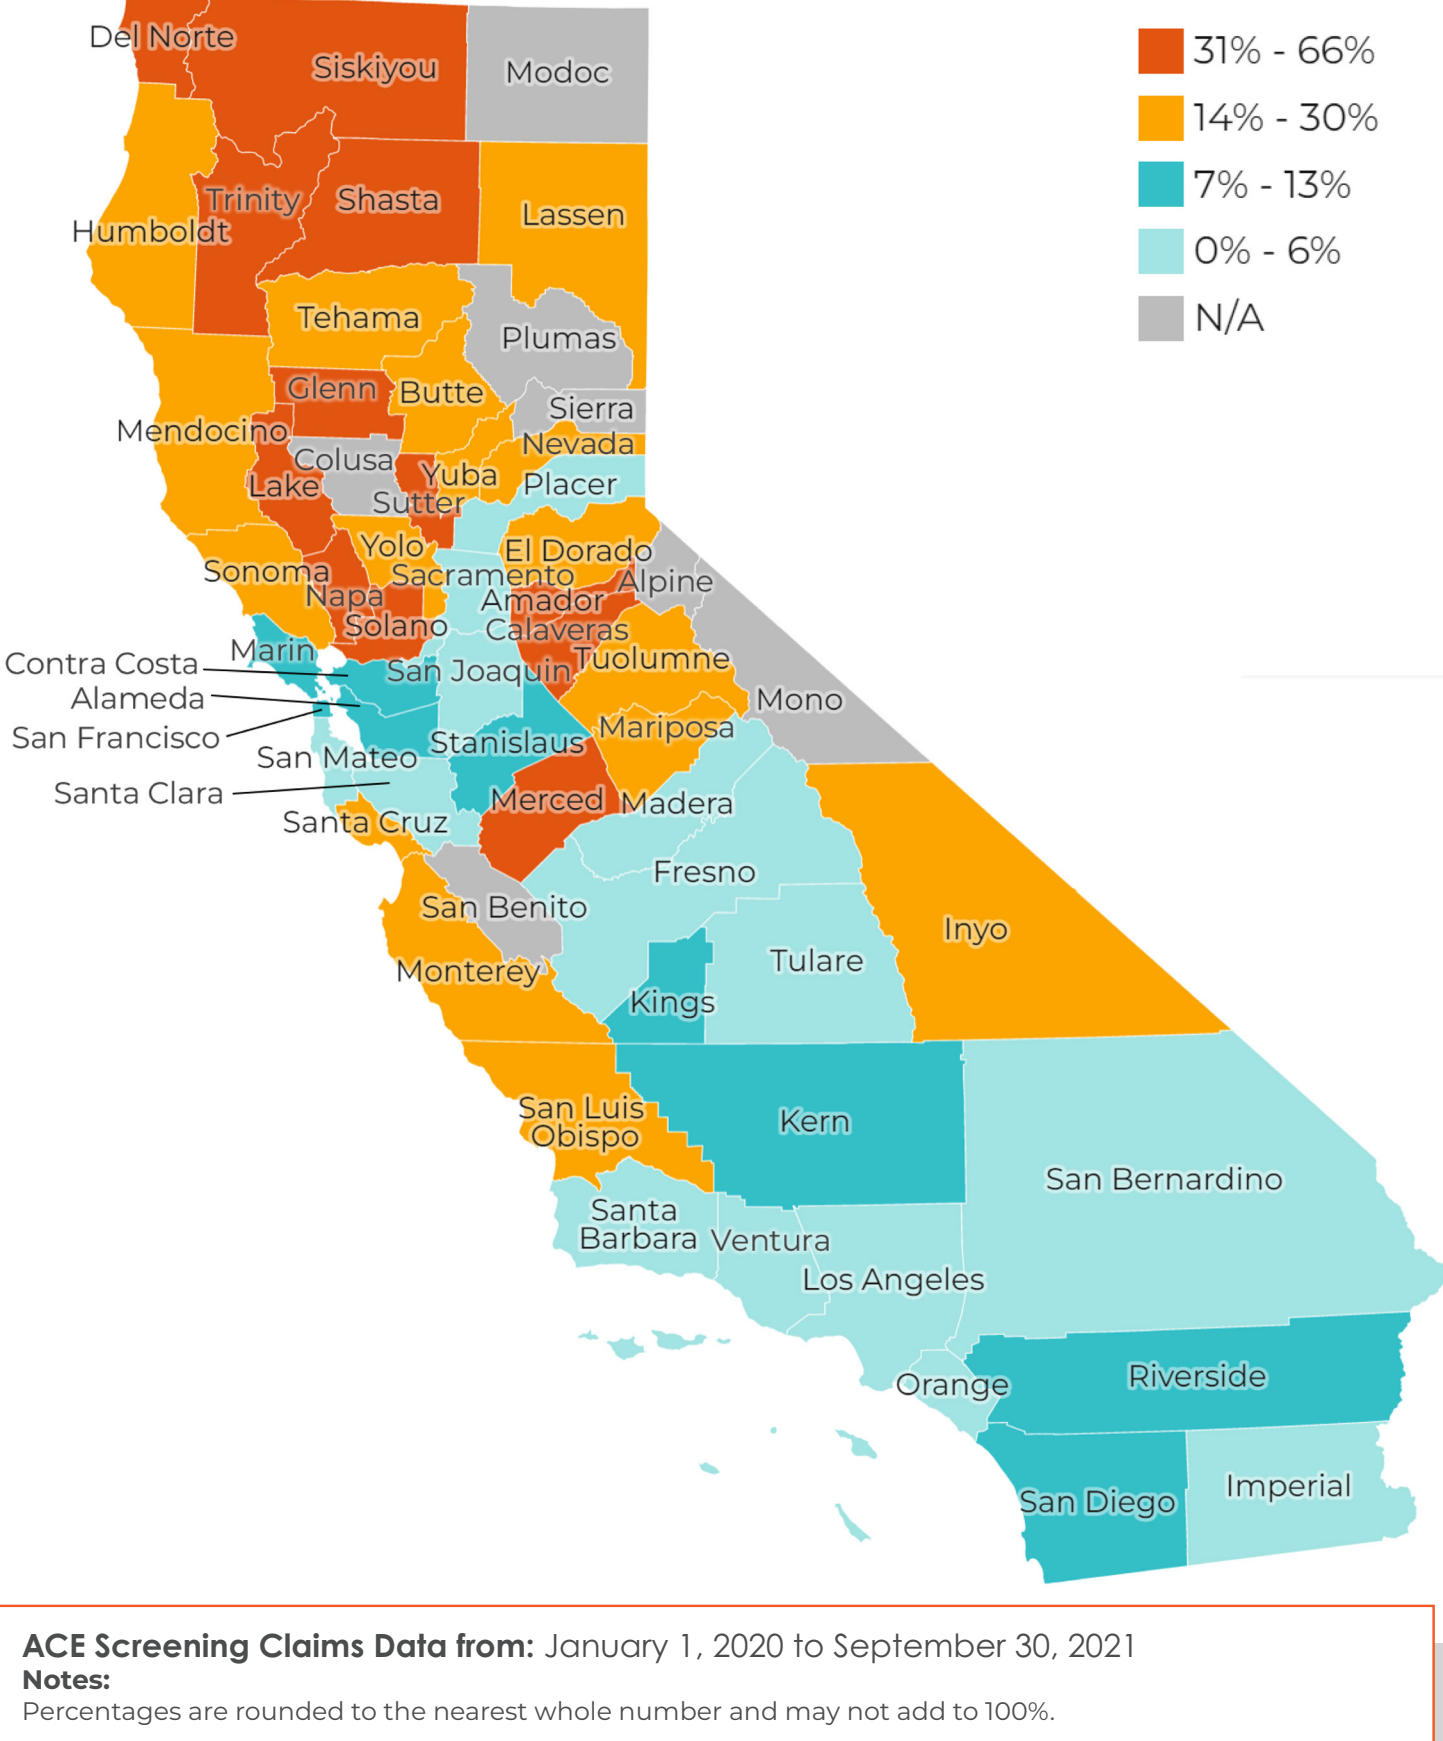 Del Norte
Siskiyou
Modoc
31% - 66%
14% - 30%
7% - 13%
0% - 6%
N/A
Trinity
Shasta
Lassen
Humboldt
Tehama
Plumas
Glenn
Butte
Sierra
Mendocino
Nevada
Colusa
Lake
Yuba
Placer
Sutter
Yolo
El Dorado
Sonoma
Sacramento
Alpine
Napa
Amador
Solano
Calaveras
Marin
Tuolumne
Contra Costa
San Joaquin
Alameda
Mono
San Francisco
Mariposa
Stanislaus
San Mateo
Santa Clara
Merced
Madera
Santa Cruz
Fresno
San Benito
Inyo
Monterey
Tulare
Kings
San Luis
Obispo
Kern
San Bernardino
Santa
Barbara
Ventura
Los Angeles
Orange
Riverside
San Diego
Imperial
ACE Screening Claims Data from: January 1, 2020 to September 30, 2021
Notes:
Percentages are rounded to the nearest whole number and may not add to 100%.